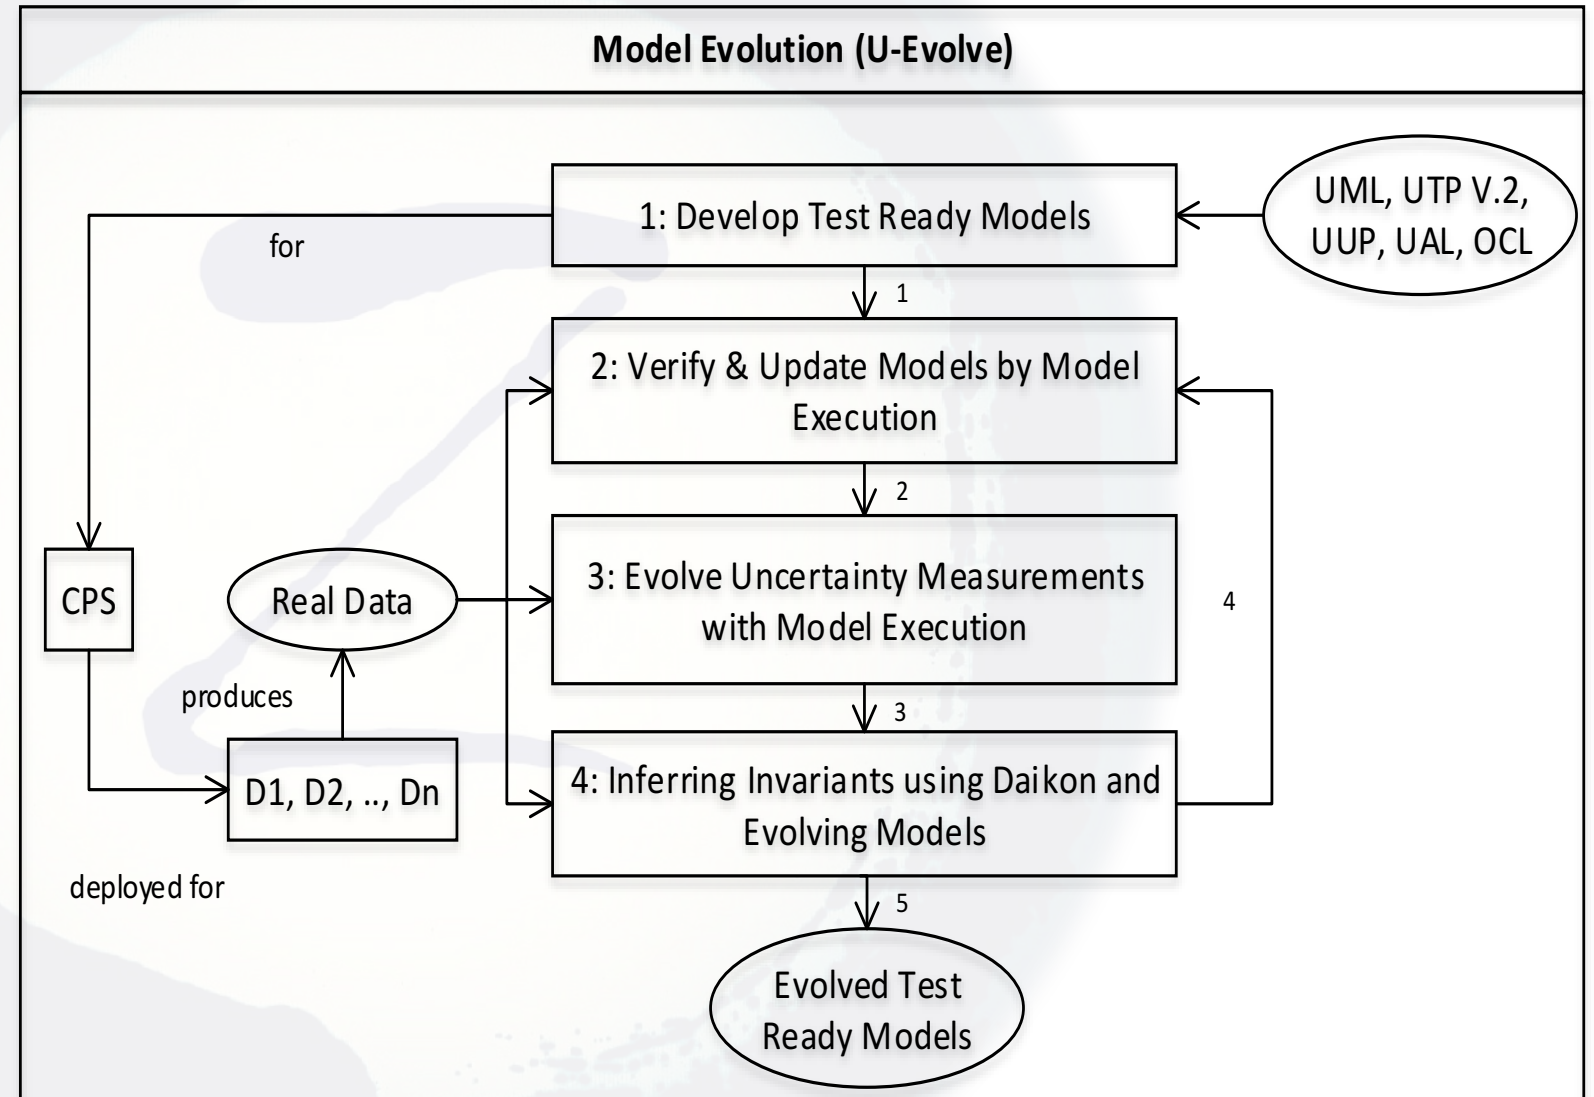 Model Evolution (U-Evolve)
1: Develop Test Ready Models
UML, UTP V.2,
UUP, UAL, OCL
for
1
2: Verify & Update Models by Model
Execution
2
3: Evolve Uncertainty Measurements
with Model Execution
4
CPS
Real Data
produces
3
D1, D2, .., Dn
4: Inferring Invariants using Daikon and
Evolving Models
deployed for
5
Evolved Test
Ready Models